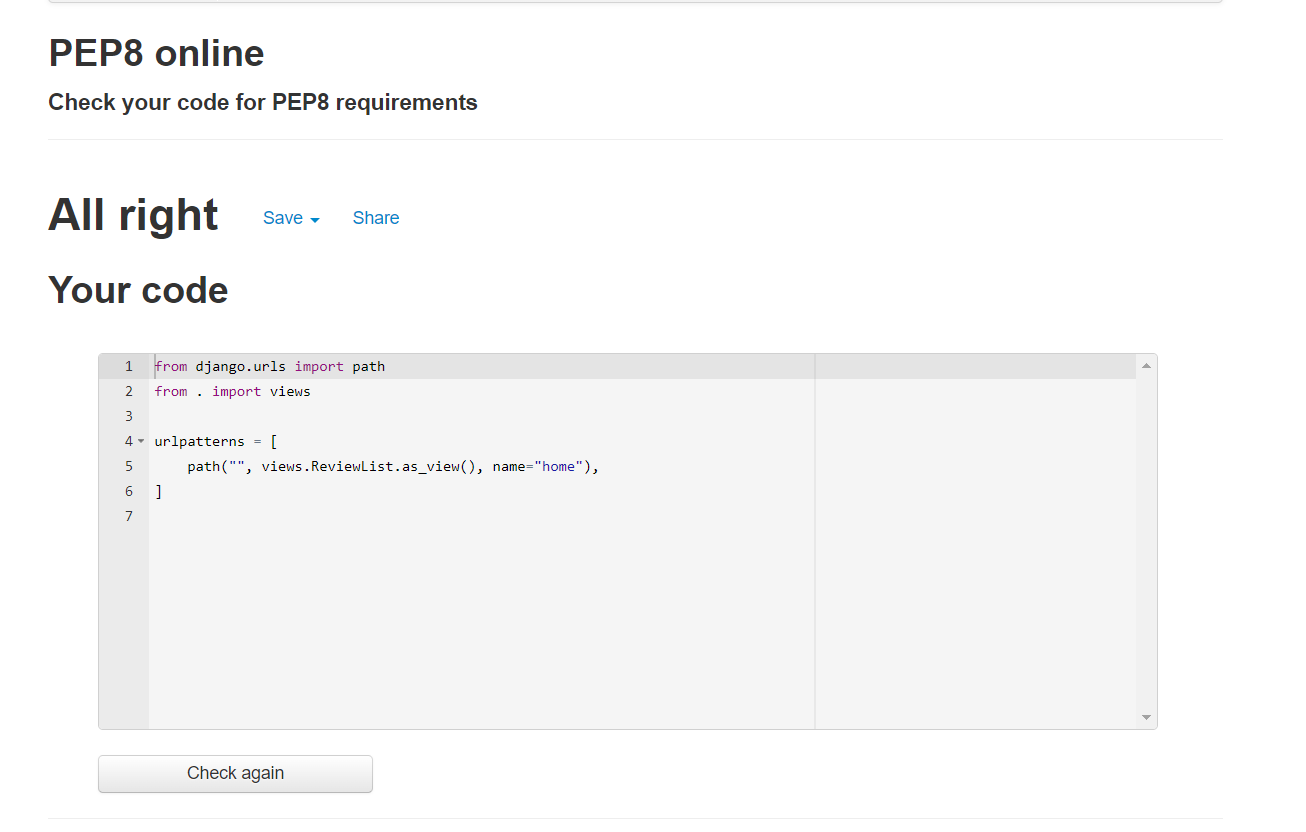 PEP8 online
Check your code for PEP8 requirements
All right Save Share
Your code
1 from django.urls import path
2 from . import views
3
4 urlpatterns = [
5     path("", views.ReviewList.as_view(), name="home"),
6 ]
7
Check again